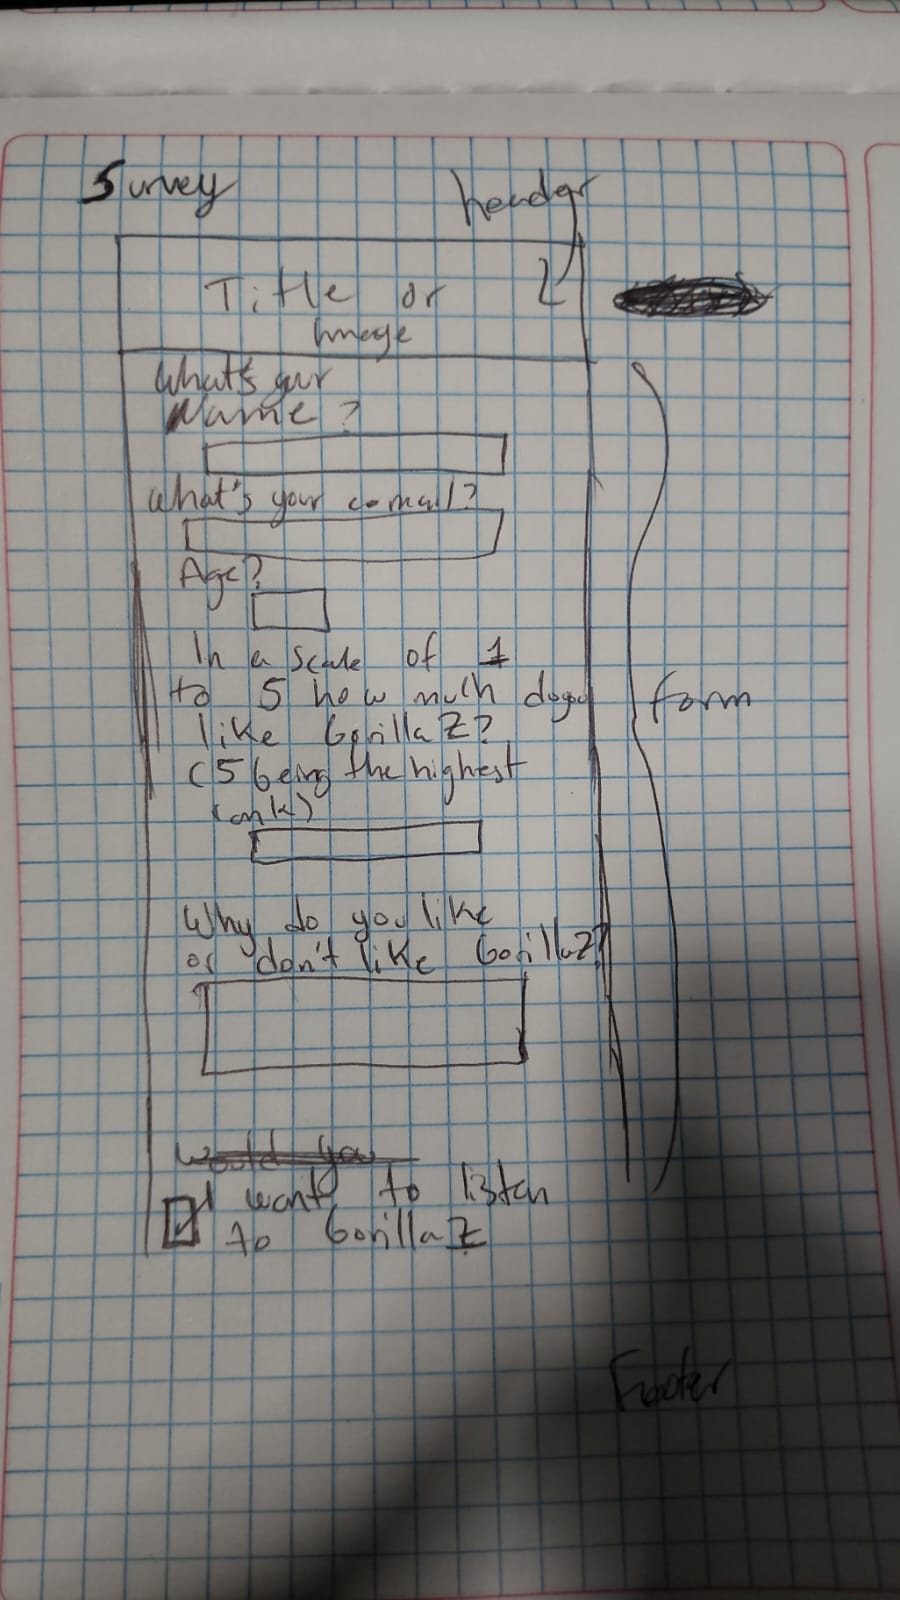 Survey
header
Title or
Image
What's your
Name?
What's your e-mail?
Age?
In a scale of 1
to 5 how much do you
like GorillaZ?
(5 being the highest
rank)
form
Why do you like
or don't like GorillaZ?
would you
I want to listen
to GorillaZ
Footer